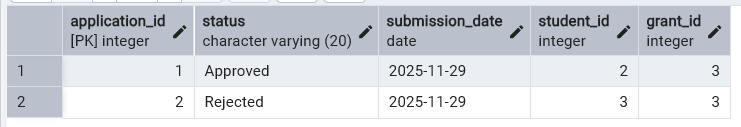 application_id status submission_date student_id grant_id
[PK] integer character varying (20) date integer integer
1 1 Approved 2025-11-29 2 3
2 2 Rejected 2025-11-29 3 3